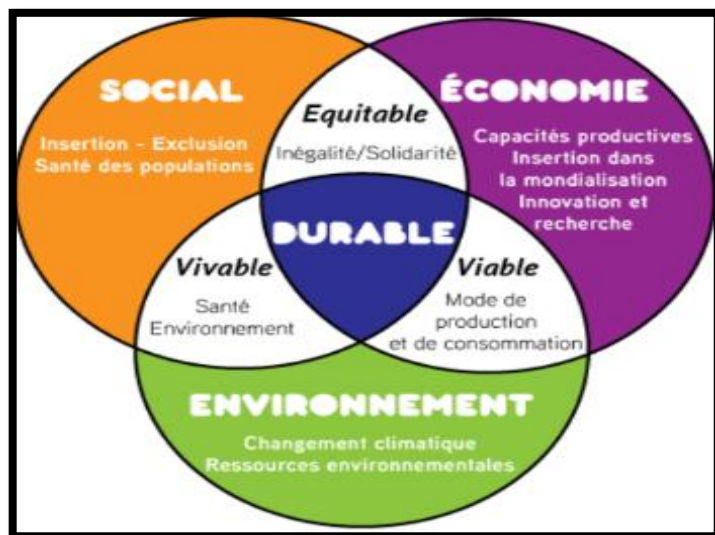 SOCIAL
Insertion - Exclusion
Santé des populations
Equitable
Inégalité/Solidarité
ÉCONOMIE
Capacités productives
Insertion dans
la mondialisation
Innovation et
recherche
DURABLE
Vivable
Santé
Environnement
Viable
Mode de
production
et de consommation
ENVIRONNEMENT
Changement climatique
Ressources environnementales